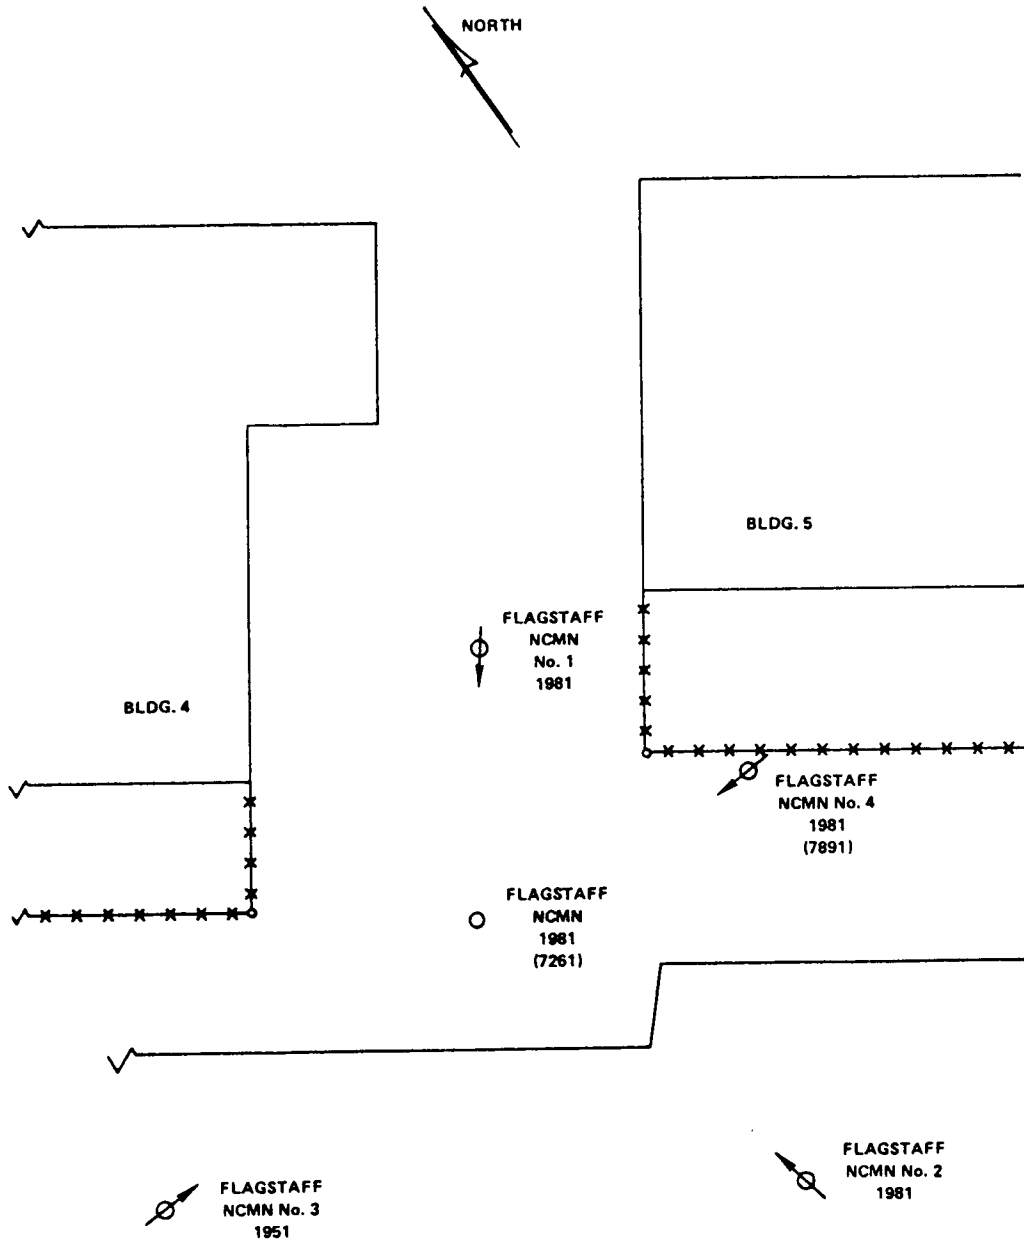 NORTH
BLDG. 5
FLAGSTAFF
NCMN
No. 1
1981
BLDG. 4
FLAGSTAFF
NCMN No. 4
1981
(7891)
FLAGSTAFF
NCMN
1981
(7261)
FLAGSTAFF
NCMN No. 2
1981
FLAGSTAFF
NCMN No. 3
1951